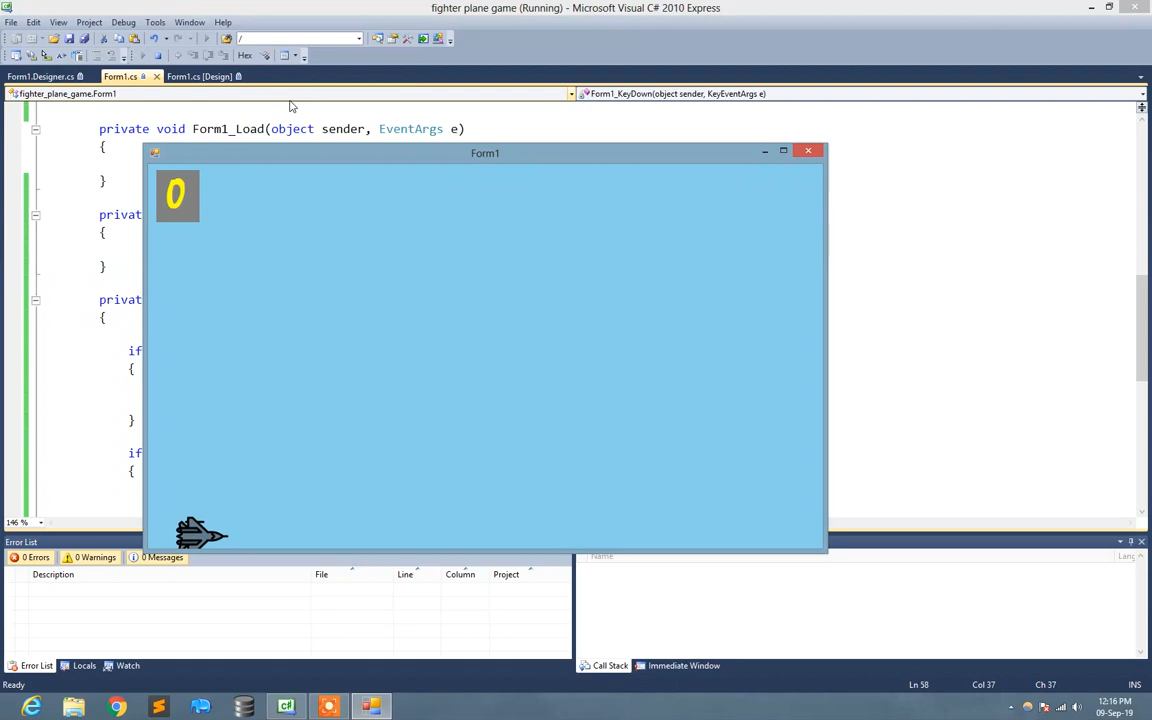 fighter plane game (Running) - Microsoft Visual C# 2010 Express
File Edit View Project Debug Tools Window Help
/
Hex
Form1.Designer.cs Form1.cs Form1.cs [Design]
fighter_plane_game.Form1 Form1_KeyDown(object sender, KeyEventArgs e)
private void Form1_Load(object sender, EventArgs e)
{
Form1
}
0
privat
{
}
privat
{
if
{
}
if
{
146 %
Error List
0 Errors 0 Warnings 0 Messages Name Lang
Description File Line Column Project
Error List Locals Watch Call Stack Immediate Window
Ready Ln 58 Col 37 Ch 37 INS
12:16 PM
09-Sep-19